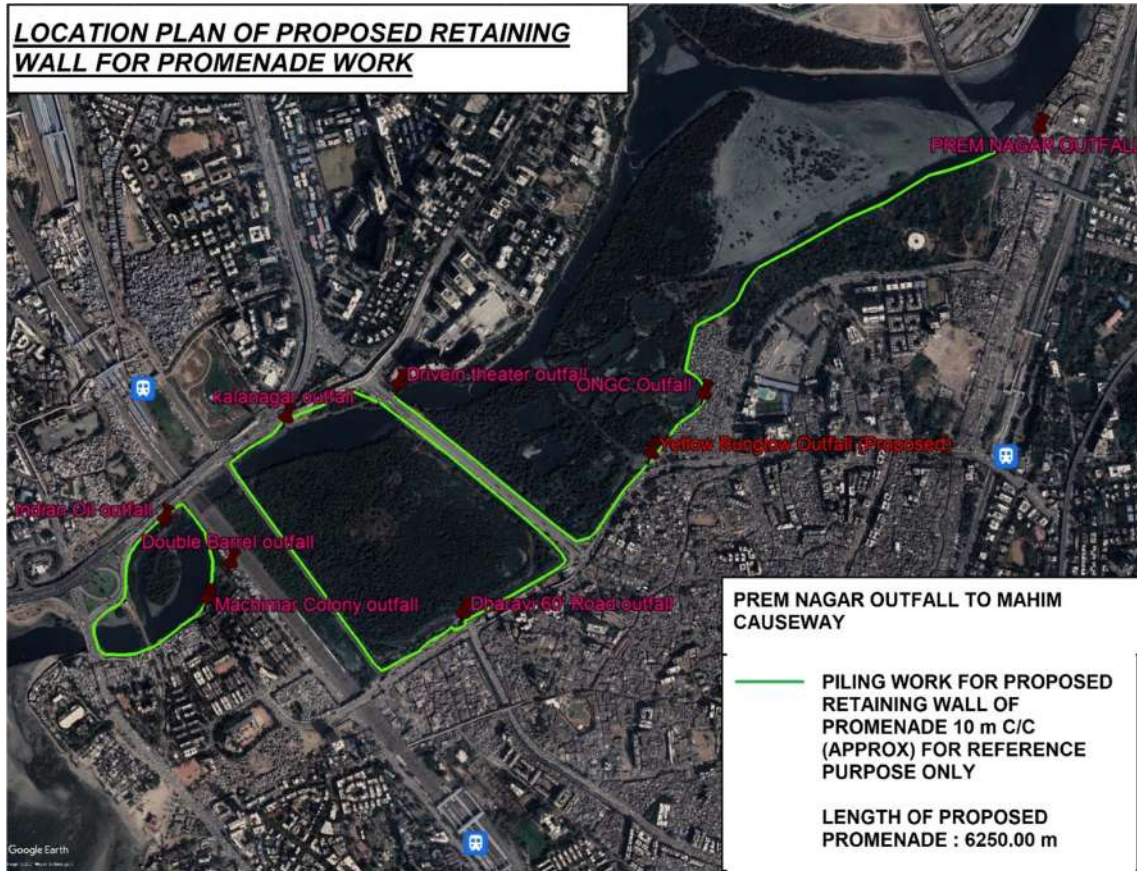 LOCATION PLAN OF PROPOSED RETAINING
WALL FOR PROMENADE WORK
PREM NAGAR OUTFALL
Drivein theater outfall
ONGC Outfall
kalanagar outfall
Yellow Bunglow Outfall (Proposed)
Indian Oil outfall
Double Barrel outfall
Machimar Colony outfall
Dharavi 60' Road outfall
PREM NAGAR OUTFALL TO MAHIM
CAUSEWAY
PILING WORK FOR PROPOSED
RETAINING WALL OF
PROMENADE 10 m C/C
(APPROX) FOR REFERENCE
PURPOSE ONLY
LENGTH OF PROPOSED
PROMENADE : 6250.00 m
Google Earth